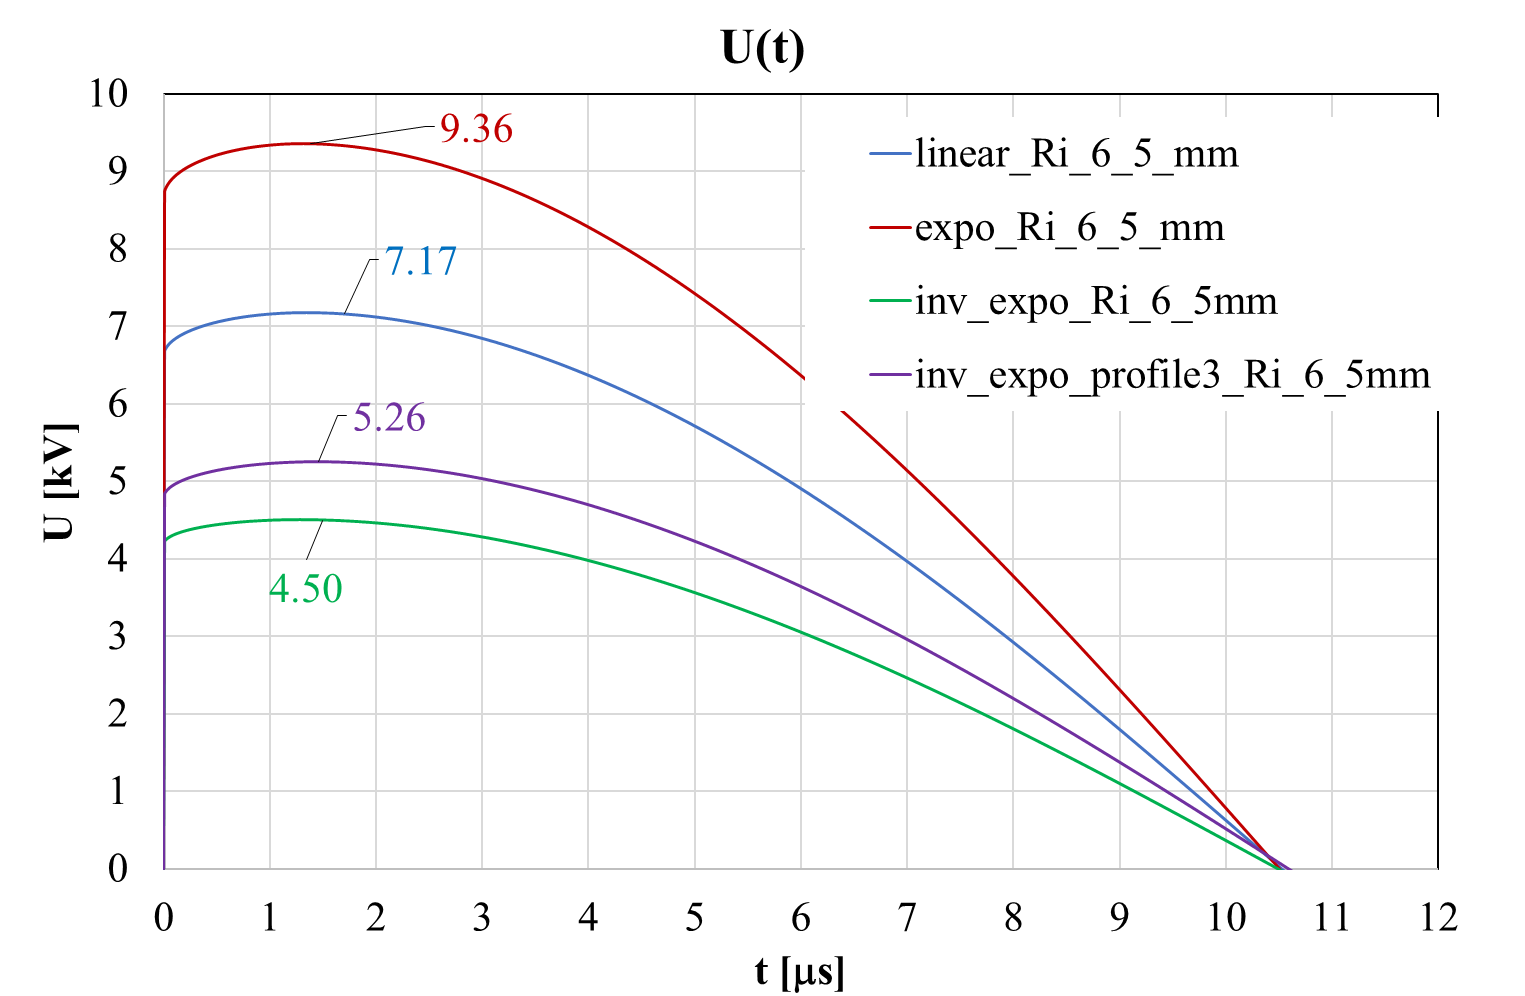 U(t)
10
9
8
7
6
5
4
3
2
1
0
U [kV]
9.36
7.17
5.26
4.50
linear_Ri_6_5_mm
expo_Ri_6_5_mm
inv_expo_Ri_6_5mm
inv_expo_profile3_Ri_6_5mm
0 1 2 3 4 5 6 7 8 9 10 11 12
t [μs]